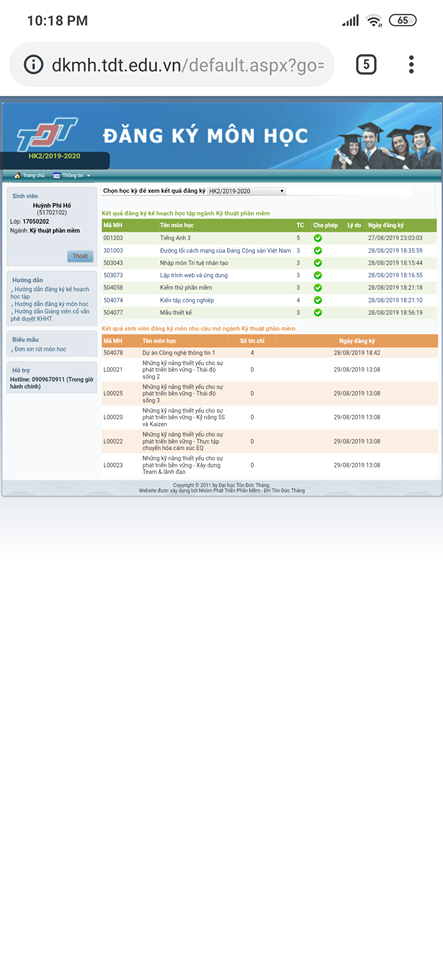 10:18 PM
65
dkmh.tdt.edu.vn/default.aspx?go=
5
TDT
HK2/2019-2020
ĐĂNG KÝ MÔN HỌC
Trang chủ Thông tin
Sinh viên
Huỳnh Phi Hổ
(51702102)
Lớp: 17050202
Ngành: Kỹ thuật phần mềm
Thoát
Hướng dẫn
Hướng dẫn đăng ký kế hoạch
học tập
Hướng dẫn đăng ký môn học
Hướng dẫn Giảng viên cố vấn
phê duyệt KHHT.
Biểu mẫu
Đơn xin rút môn học
Hỗ trợ
Hotline: 0909670911 (Trong giờ
hành chính)
Chọn học kỳ để xem kết quả đăng ký HK2/2019-2020
Kết quả đăng ký kế hoạch học tập ngành Kỹ thuật phần mềm
Mã MH Tên môn học TC Cho phép Lý do Ngày đăng ký
001203 Tiếng Anh 3 5 27/08/2019 23:03:03
301003 Đường lối cách mạng của Đảng Cộng sản Việt Nam 3 28/08/2019 18:35:59
503043 Nhập môn Trí tuệ nhân tạo 3 28/08/2019 18:15:44
503073 Lập trình web và ứng dụng 3 28/08/2019 18:16:55
504058 Kiểm thử phần mềm 3 28/08/2019 18:21:18
504074 Kiến tập công nghiệp 4 28/08/2019 18:21:10
504077 Mẫu thiết kế 3 28/08/2019 18:56:19
Kết quả sinh viên đăng ký môn nhu cầu mở ngành Kỹ thuật phần mềm
Mã MH Tên môn học Số tín chỉ Ngày đăng ký
504078 Dự án Công nghệ thông tin 1 4 28/08/2019 18:42
L00021 Những kỹ năng thiết yếu cho sự
phát triển bền vững - Thái độ
sống 2 0 29/08/2019 13:08
L00025 Những kỹ năng thiết yếu cho sự
phát triển bền vững - Thái độ
sống 3 0 29/08/2019 13:08
L00020 Những kỹ năng thiết yếu cho sự
phát triển bền vững - Kỹ năng 5S
và Kaizen 0 29/08/2019 13:08
L00022 Những kỹ năng thiết yếu cho sự
phát triển bền vững - Thực tập
chuyển hóa cảm xúc EQ 0 29/08/2019 13:08
L00023 Những kỹ năng thiết yếu cho sự
phát triển bền vững - Xây dựng
Team & lãnh đạo 0 29/08/2019 13:08
Copyright © 2011 by Đại học Tôn Đức Thắng.
Website được xây dựng bởi Nhóm Phát Triển Phần Mềm - ĐH Tôn Đức Thắng